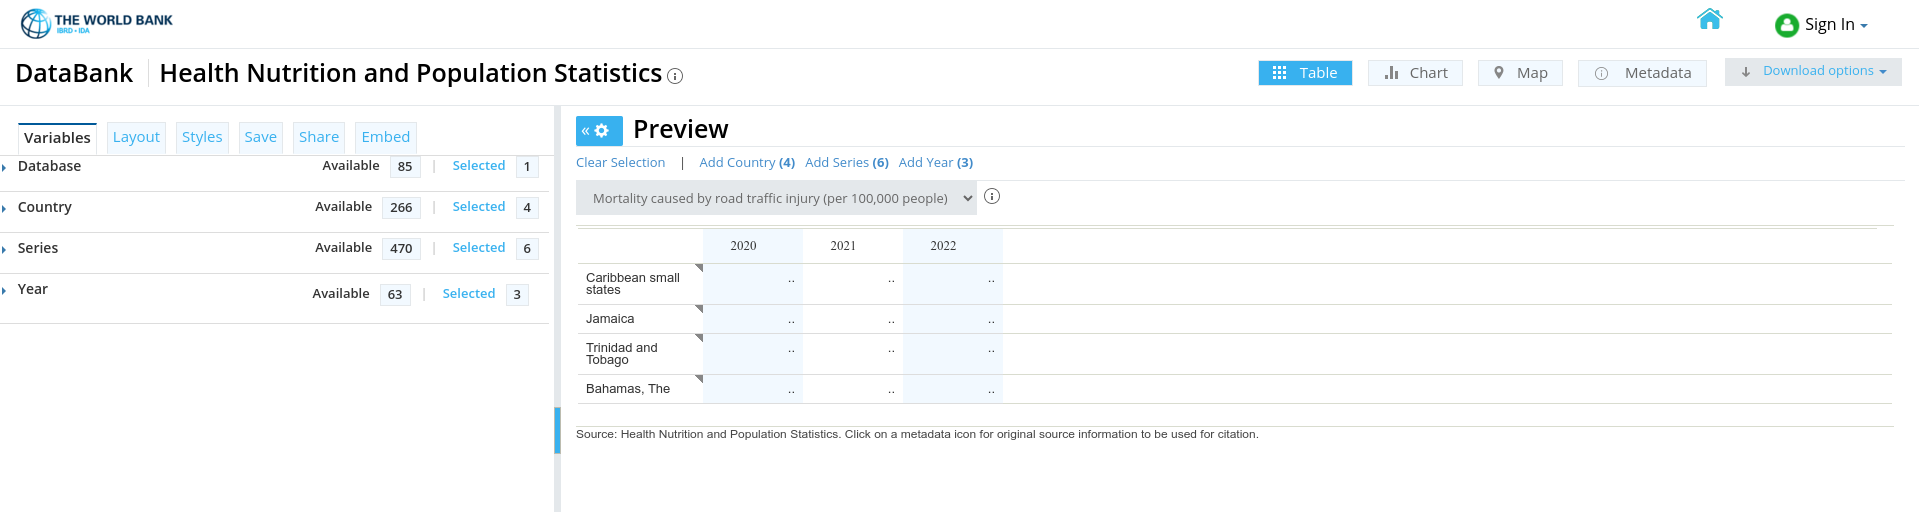 THE WORLD BANK
IBRD • IDA
Sign In
DataBank
Health Nutrition and Population Statistics
Table
Chart
Map
Metadata
Download options
Variables
Layout
Styles
Save
Share
Embed
Database Available 85 | Selected 1
Country Available 266 | Selected 4
Series Available 470 | Selected 6
Year Available 63 | Selected 3
« Preview
Clear Selection | Add Country (4) Add Series (6) Add Year (3)
Mortality caused by road traffic injury (per 100,000 people)
2020 2021 2022
Caribbean small
states .. .. ..
Jamaica .. .. ..
Trinidad and
Tobago .. .. ..
Bahamas, The .. .. ..
Source: Health Nutrition and Population Statistics. Click on a metadata icon for original source information to be used for citation.